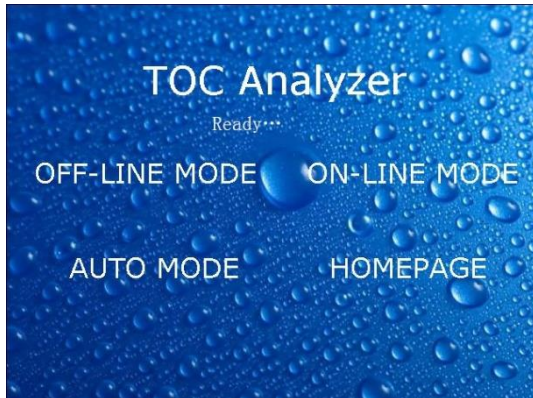 TOC Analyzer
Ready…
OFF-LINE MODE ON-LINE MODE
AUTO MODE HOMEPAGE